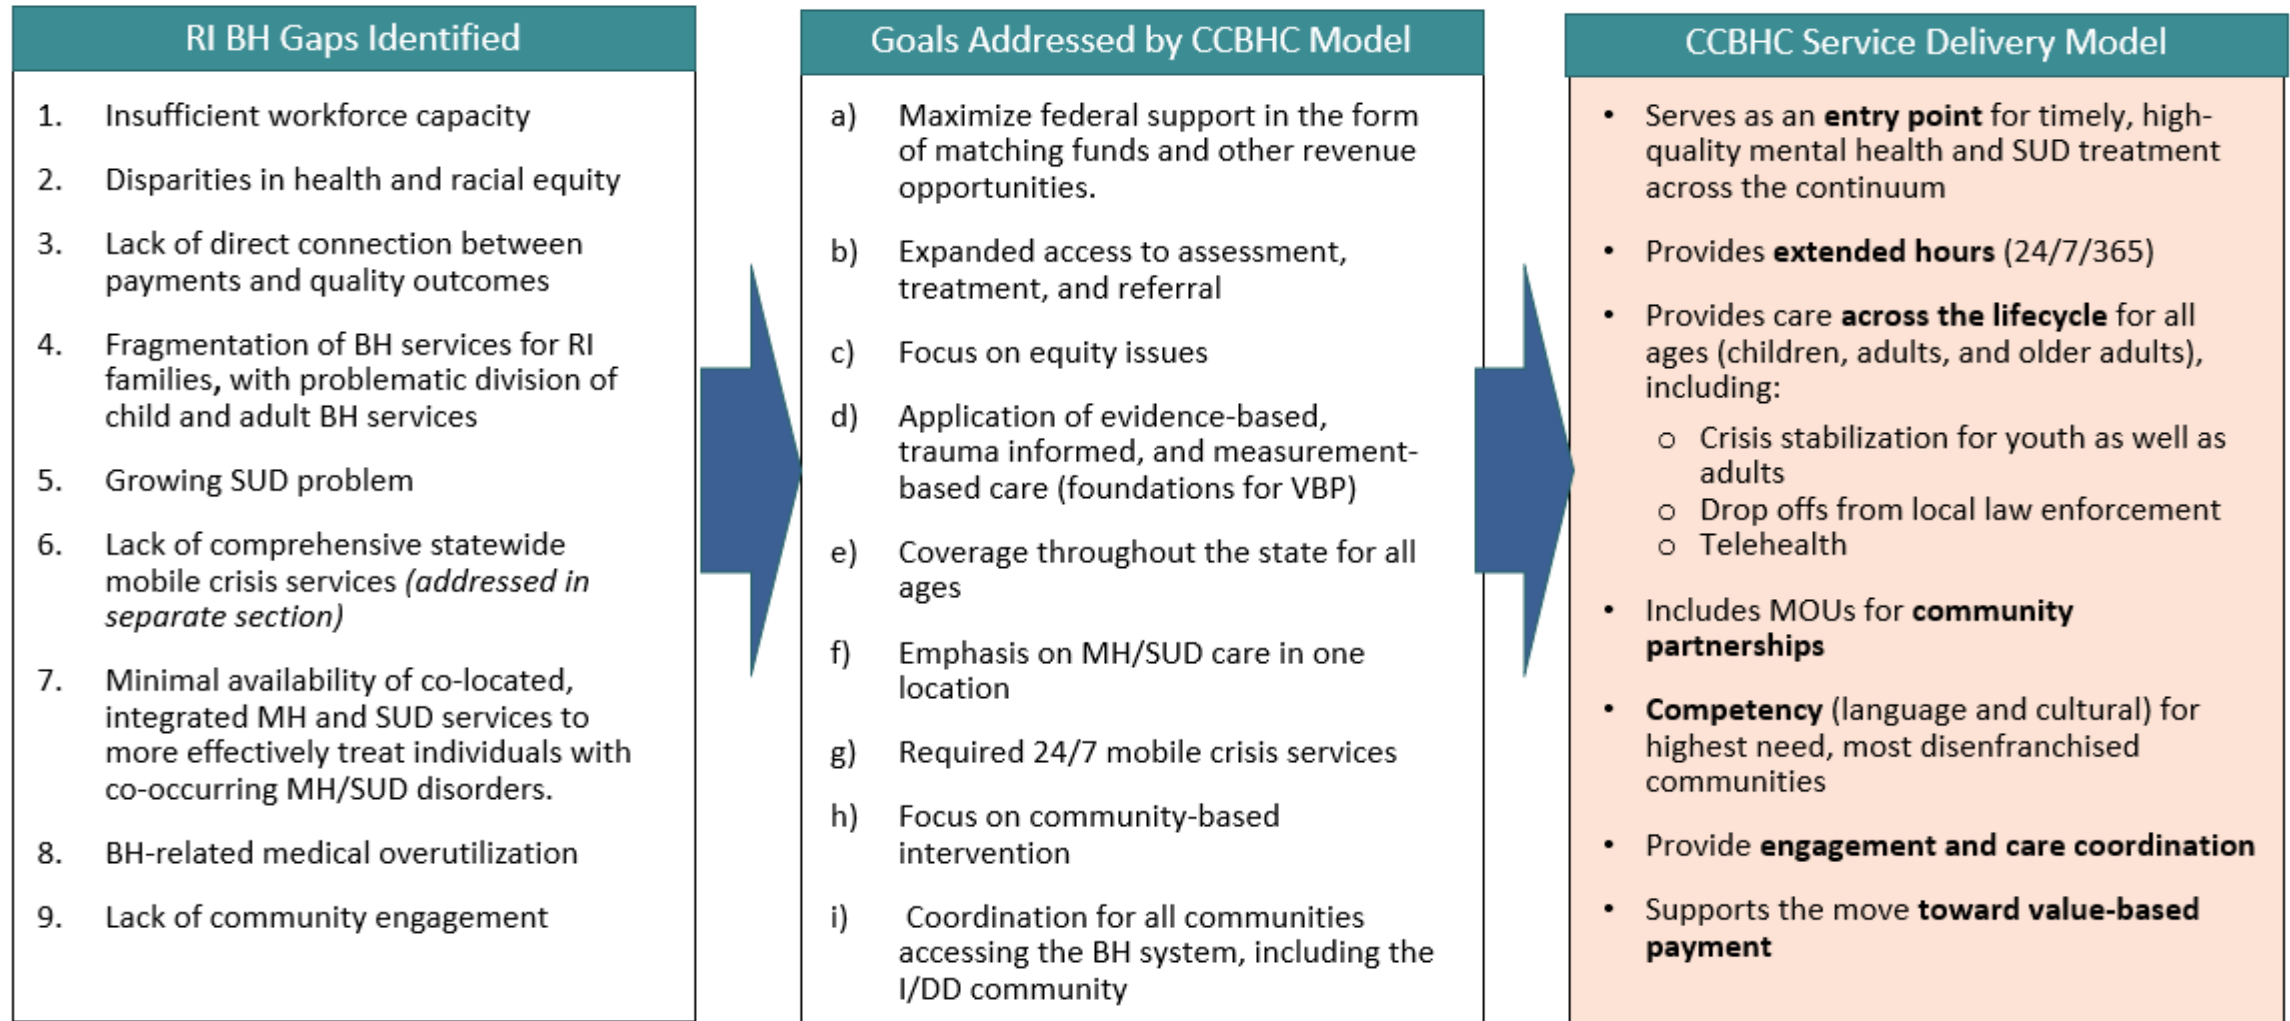 RI BH Gaps Identified
1. Insufficient workforce capacity
2. Disparities in health and racial equity
3. Lack of direct connection between
payments and quality outcomes
4. Fragmentation of BH services for RI
families, with problematic division of
child and adult BH services
5. Growing SUD problem
6. Lack of comprehensive statewide
mobile crisis services (addressed in
separate section)
7. Minimal availability of co-located,
integrated MH and SUD services to
more effectively treat individuals with
co-occurring MH/SUD disorders.
8. BH-related medical overutilization
9. Lack of community engagement
Goals Addressed by CCBHC Model
a) Maximize federal support in the form
of matching funds and other revenue
opportunities.
b) Expanded access to assessment,
treatment, and referral
c) Focus on equity issues
d) Application of evidence-based,
trauma informed, and measurement-
based care (foundations for VBP)
e) Coverage throughout the state for all
ages
f) Emphasis on MH/SUD care in one
location
g) Required 24/7 mobile crisis services
h) Focus on community-based
intervention
i) Coordination for all communities
accessing the BH system, including the
I/DD community
CCBHC Service Delivery Model
• Serves as an entry point for timely, high-
quality mental health and SUD treatment
across the continuum
• Provides extended hours (24/7/365)
• Provides care across the lifecycle for all
ages (children, adults, and older adults),
including:
o Crisis stabilization for youth as well as
adults
o Drop offs from local law enforcement
o Telehealth
• Includes MOUs for community
partnerships
• Competency (language and cultural) for
highest need, most disenfranchised
communities
• Provide engagement and care coordination
• Supports the move toward value-based
payment